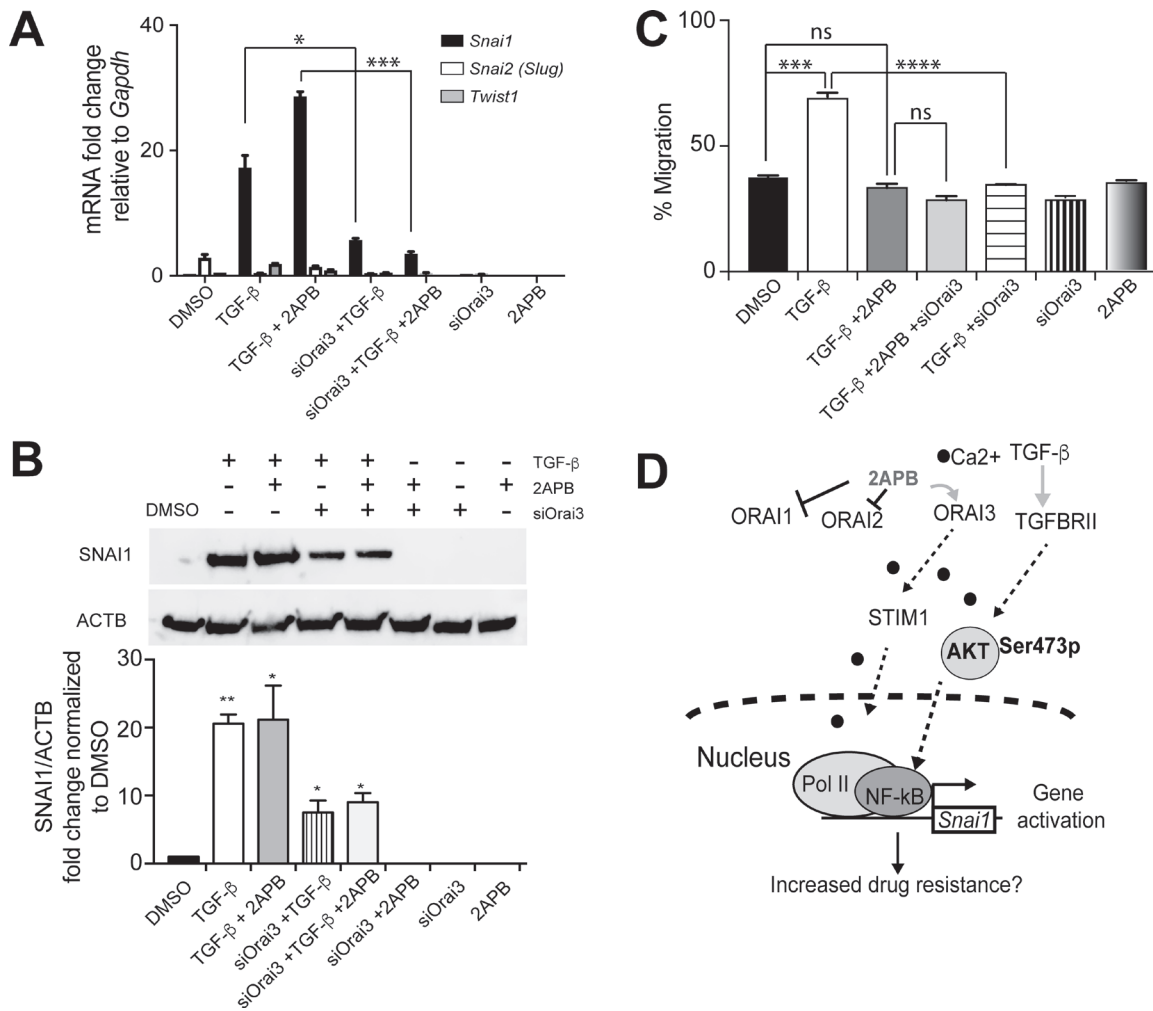 A
40
20
0
mRNA fold change
relative to Gapdh
*
***
Snai1
Snai2 (Slug)
Twist1
DMSO
TGF-β
TGF-β + 2APB
siOrai3 +TGF-β
siOrai3 +TGF-β +2APB
siOrai3
2APB
C
100
50
0
% Migration
ns
***
****
ns
DMSO
TGF-β
TGF-β +2APB
TGF-β +2APB +siOrai3
TGF-β +siOrai3
siOrai3
2APB
B
+ + + + - - - TGF-β
- + - + + - + 2APB
DMSO - - + + + + - siOrai3
SNAI1
ACTB
30
20
10
0
SNAI1/ACTB
fold change normalized
to DMSO
**
*
*
*
DMSO
TGF-β
TGF-β + 2APB
siOrai3 +TGF-β
siOrai3 +TGF-β +2APB
siOrai3 +2APB
siOrai3
2APB
D
Ca2+ TGF-β
2APB
ORAI1 ORAI2 ORAI3 TGFBRII
STIM1
AKT Ser473p
Nucleus
Pol II NF-kB
Snai1
Gene
activation
Increased drug resistance?